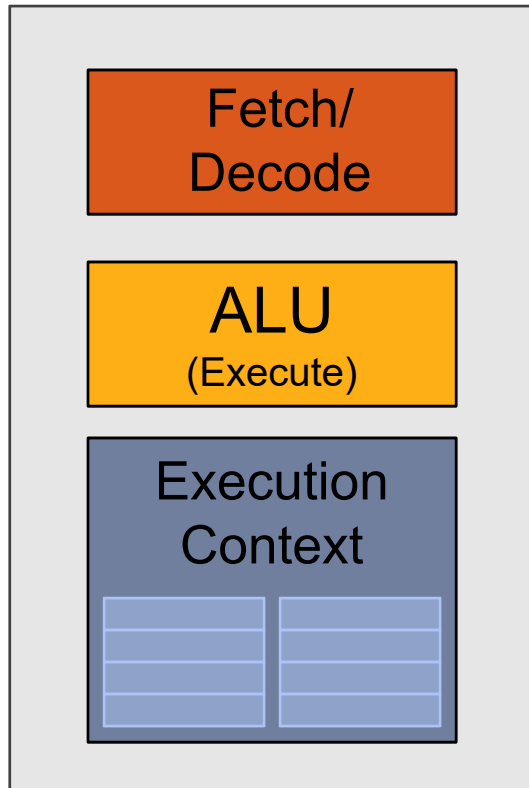 Fetch/
Decode
ALU
(Execute)
Execution
Context